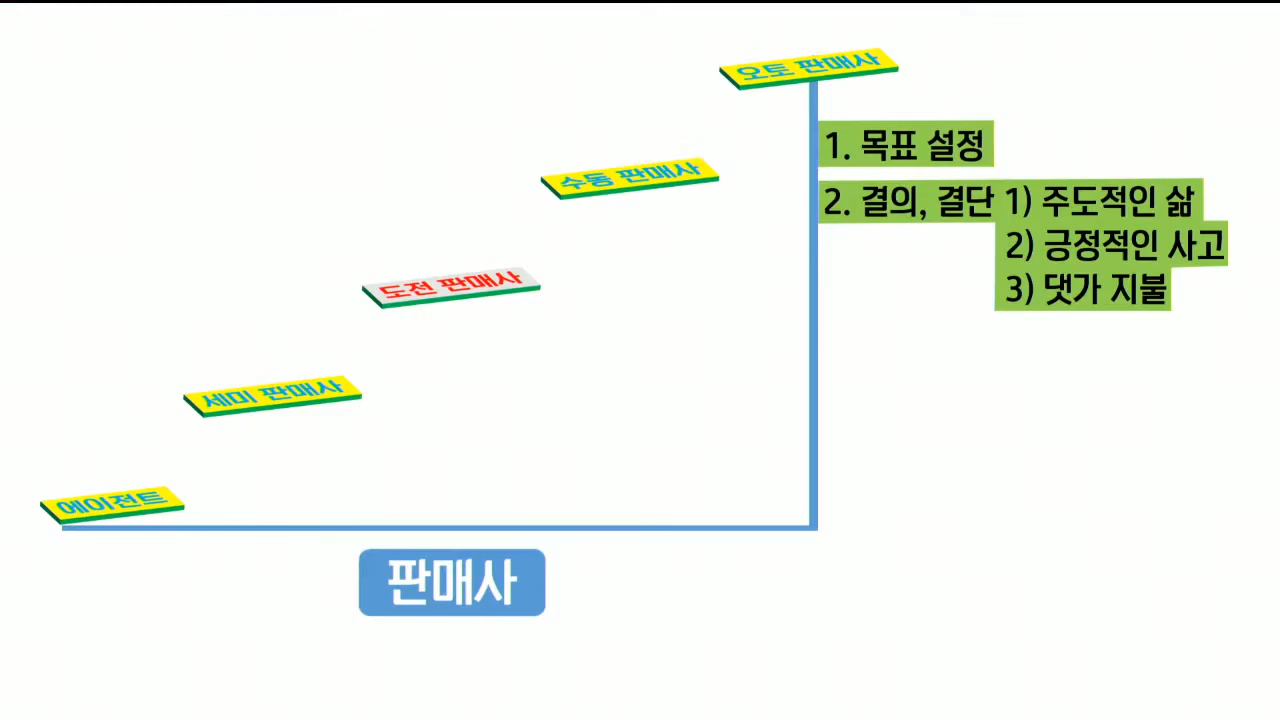 오토 판매사
1. 목표 설정
수동 판매사
2. 결의, 결단 1) 주도적인 삶
2) 긍정적인 사고
도전 판매사
3) 댓가 지불
세미 판매사
에이전트
판매사